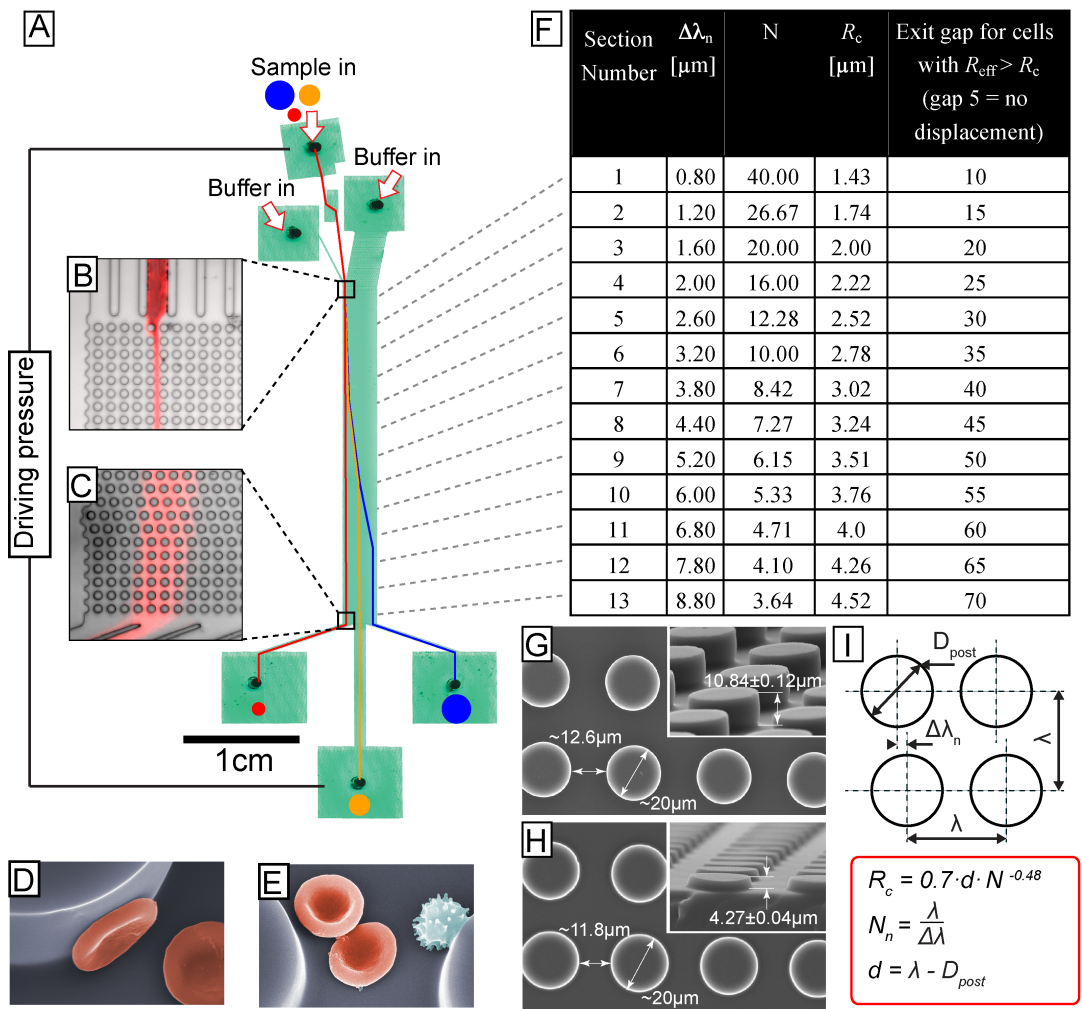 A
Sample in
Buffer in
Buffer in
Driving pressure
B
C
1cm
D
E
F
Section Number Δλn [μm] N Rc [μm] Exit gap for cells with Reff > Rc (gap 5 = no displacement)
1 0.80 40.00 1.43 10
2 1.20 26.67 1.74 15
3 1.60 20.00 2.00 20
4 2.00 16.00 2.22 25
5 2.60 12.28 2.52 30
6 3.20 10.00 2.78 35
7 3.80 8.42 3.02 40
8 4.40 7.27 3.24 45
9 5.20 6.15 3.51 50
10 6.00 5.33 3.76 55
11 6.80 4.71 4.0 60
12 7.80 4.10 4.26 65
13 8.80 3.64 4.52 70
G
10.84±0.12μm
~12.6μm
~20μm
H
4.27±0.04μm
~11.8μm
~20μm
I
Dpost
Δλn
λ
λ
Rc = 0.7·d· N -0.48
Nn = λ / Δλ
d = λ - Dpost